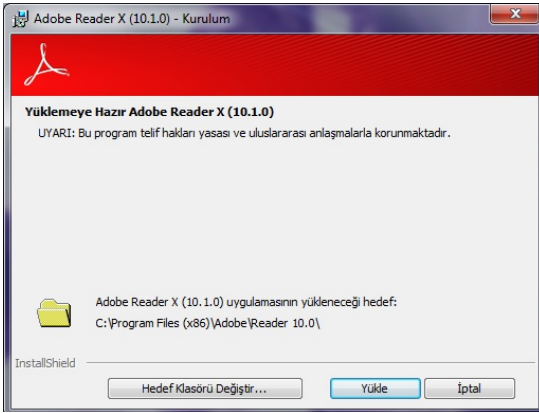 Adobe Reader X (10.1.0) - Kurulum
Yüklemeye Hazır Adobe Reader X (10.1.0)
UYARI: Bu program telif hakları yasası ve uluslararası anlaşmalarla korunmaktadır.
Adobe Reader X (10.1.0) uygulamasının yükleneceği hedef:
C:\Program Files (x86)\Adobe\Reader 10.0\
InstallShield
Hedef Klasörü Değiştir... Yükle İptal